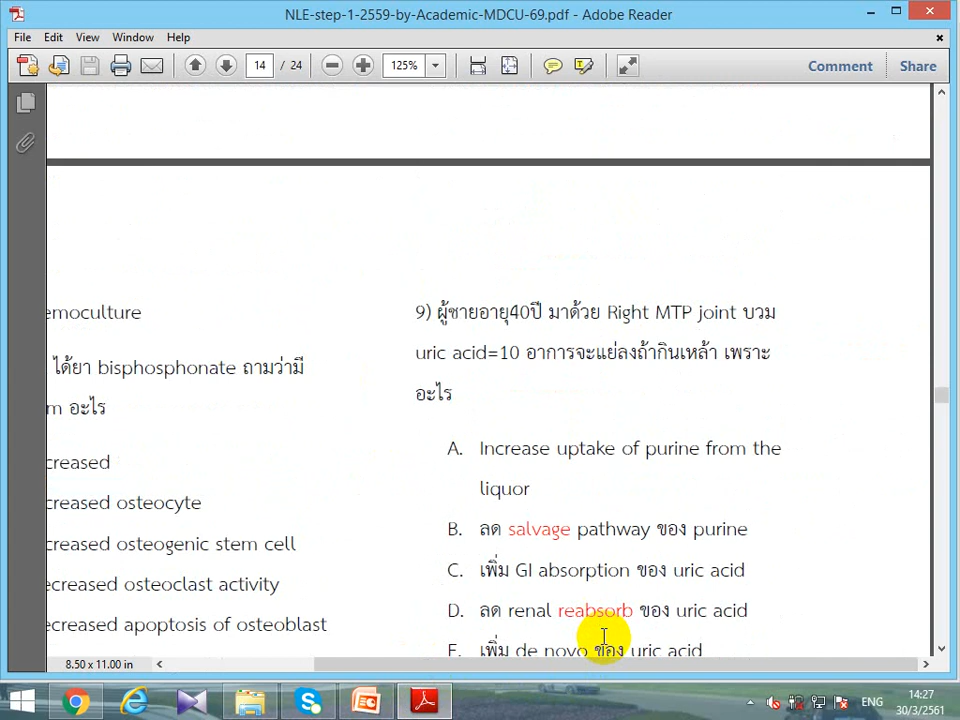 NLE-step-1-2559-by-Academic-MDCU-69.pdf - Adobe Reader
File Edit View Window Help
14 / 24 125% Comment Share
emoculture
ได้ยา bisphosphonate ถามว่ามี
m อะไร
creased
creased osteocyte
creased osteogenic stem cell
ecreased osteoclast activity
ecreased apoptosis of osteoblast
9) ผู้ชายอายุ40ปี มาด้วย Right MTP joint บวม
uric acid=10 อาการจะแย่ลงถ้ากินเหล้า เพราะ
อะไร
A. Increase uptake of purine from the
liquor
B. ลด salvage pathway ของ purine
C. เพิ่ม GI absorption ของ uric acid
D. ลด renal reabsorb ของ uric acid
E. เพิ่ม de novo ของ uric acid
8.50 x 11.00 in
ENG
14:27
30/3/2561